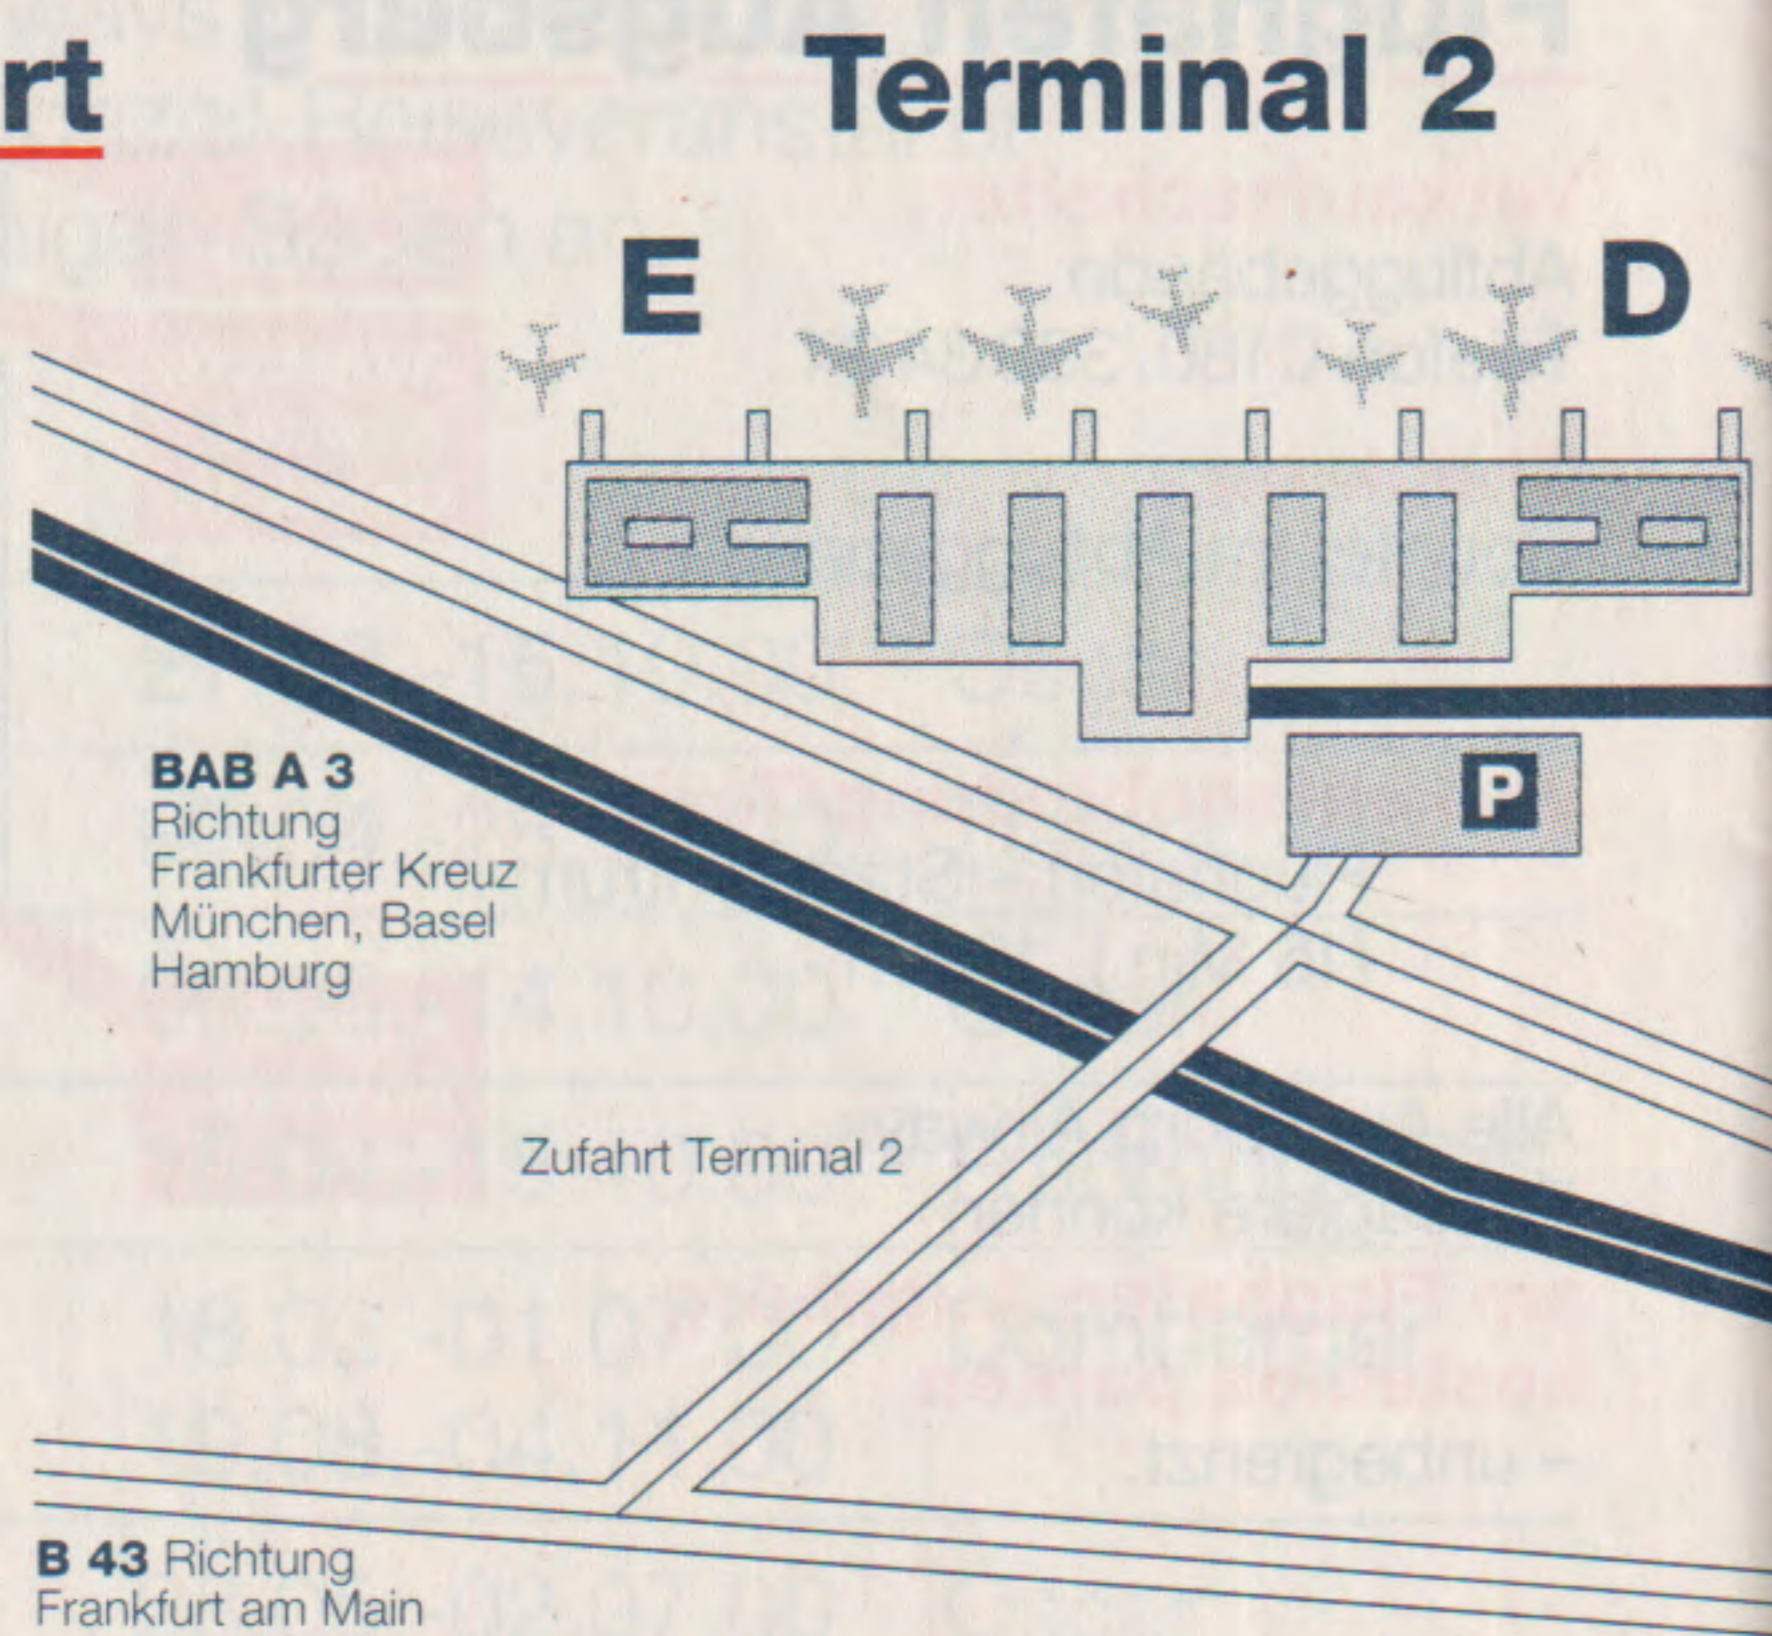 rt
Terminal 2
E
D
P
BAB A 3
Richtung
Frankfurter Kreuz
München, Basel
Hamburg
Zufahrt Terminal 2
B 43 Richtung
Frankfurt am Main